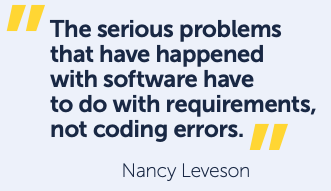 The serious problems
that have happened
with software have
to do with requirements,
not coding errors.
Nancy Leveson